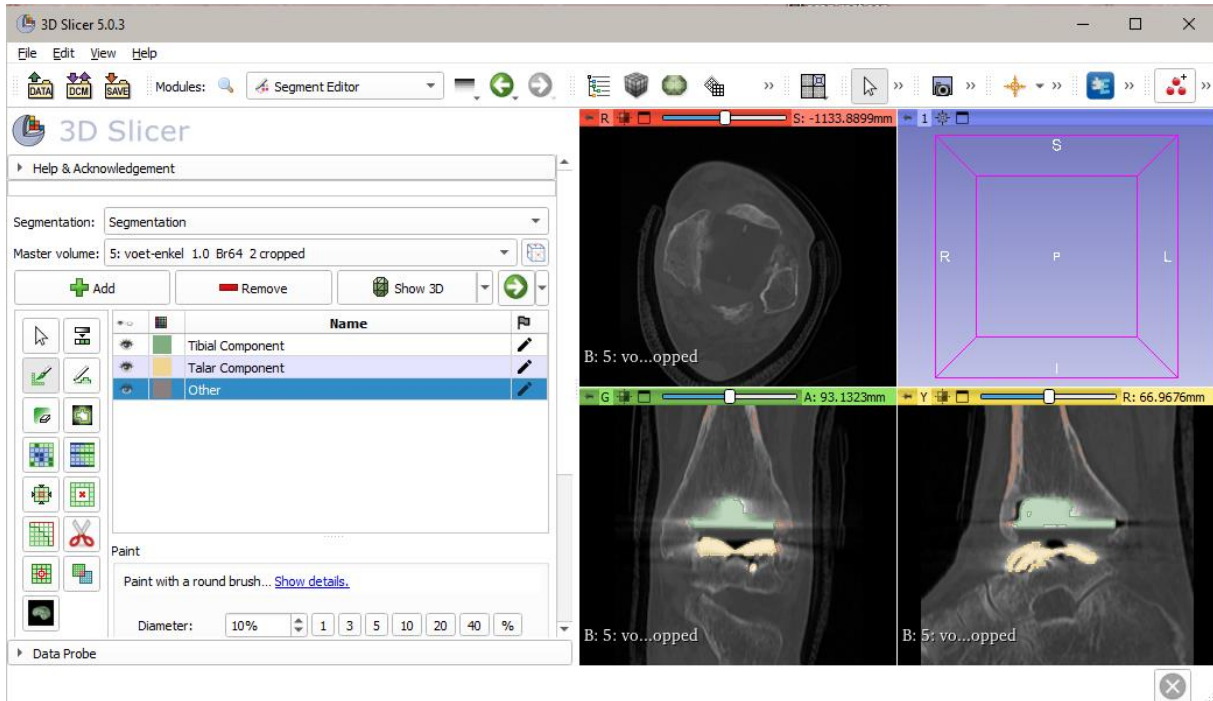 3D Slicer 5.0.3
File Edit View Help
DATA DCM SAVE Modules: Segment Editor
3D Slicer
Help & Acknowledgement
Segmentation: Segmentation
Master volume: 5: voet-enkel 1.0 Br64 2 cropped
Add Remove Show 3D
Name
Tibial Component
Talar Component
Other
Paint
Paint with a round brush... Show details.
Diameter: 10% 1 3 5 10 20 40 %
Data Probe
R S: -1133.8899mm
B: 5: vo...opped
1
S
R P L
I
G A: 93.1323mm
B: 5: vo...opped
Y R: 66.9676mm
B: 5: vo...opped